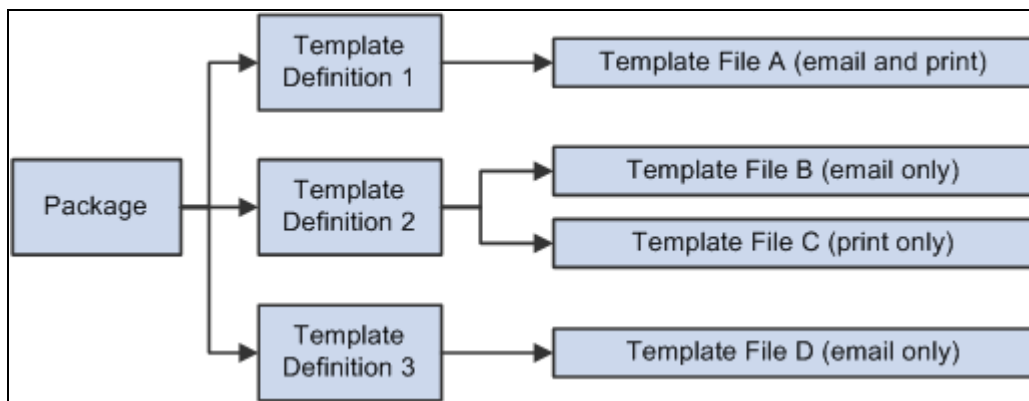 Package
Template
Definition 1
Template File A (email and print)
Template
Definition 2
Template File B (email only)
Template File C (print only)
Template
Definition 3
Template File D (email only)